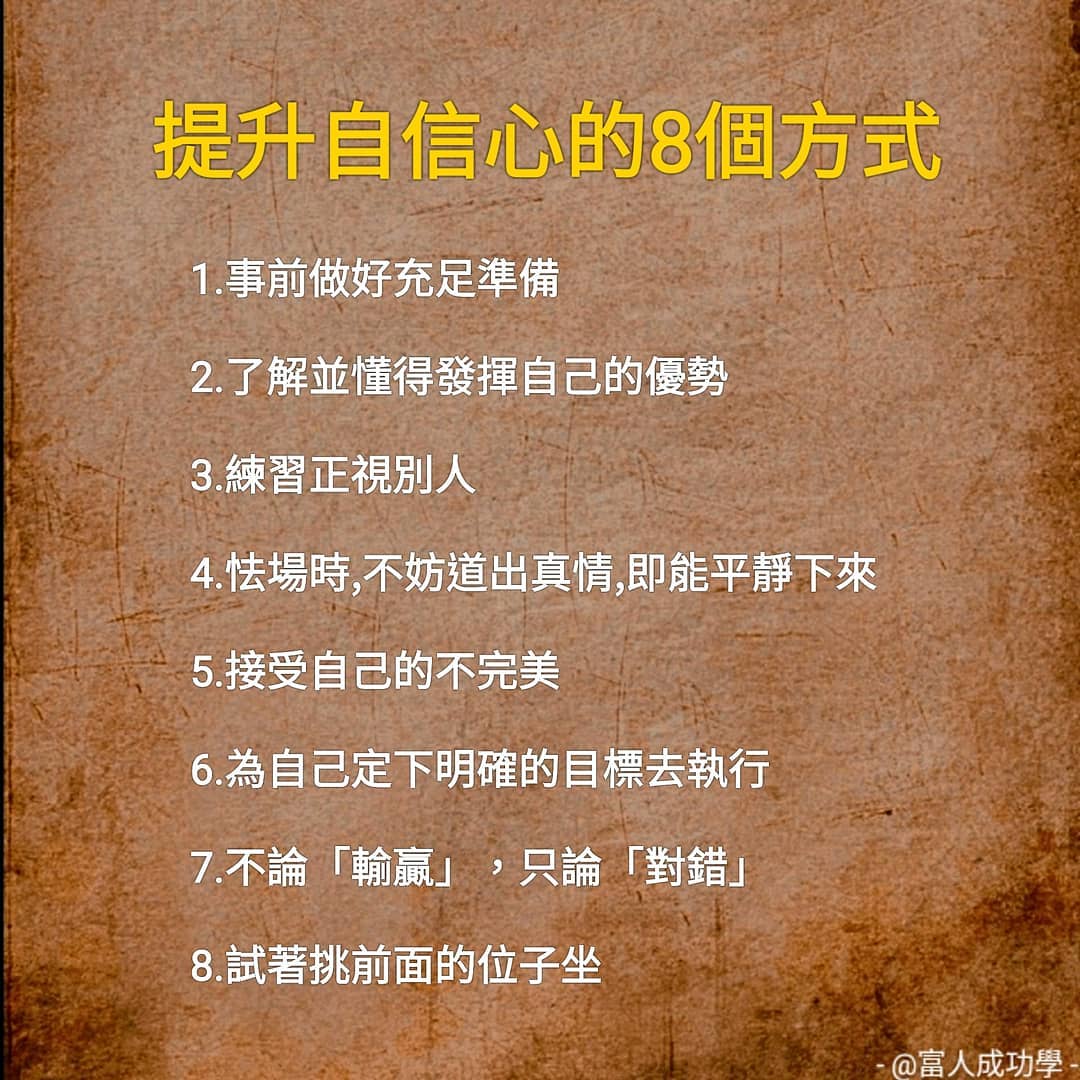 提升自信心的8個方式
1.事前做好充足準備
2.了解並懂得發揮自己的優勢
3.練習正視別人
4.怯場時,不妨道出真情,即能平靜下來
5.接受自己的不完美
6.為自己定下明確的目標去執行
7.不論「輸贏」，只論「對錯」
8.試著挑前面的位子坐
- @富人成功學 -